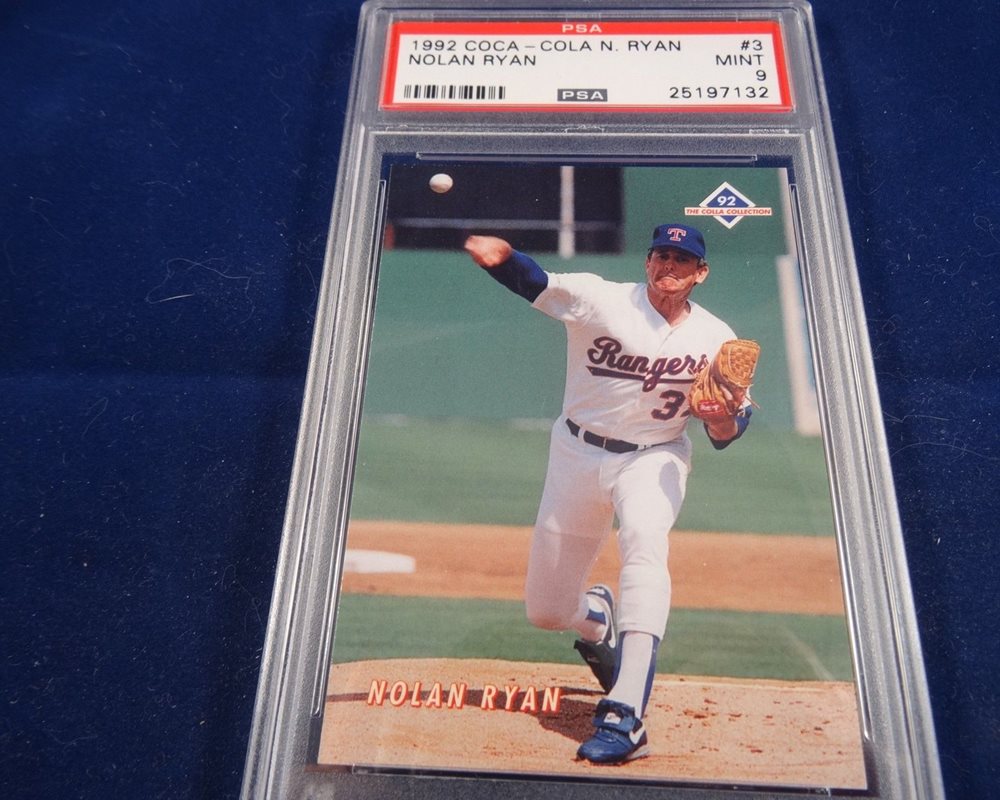 PSA
1992 COCA-COLA N. RYAN #3
NOLAN RYAN MINT
9
PSA 25197132
92
THE COLLA COLLECTION
T
Rangers
3
NOLAN RYAN